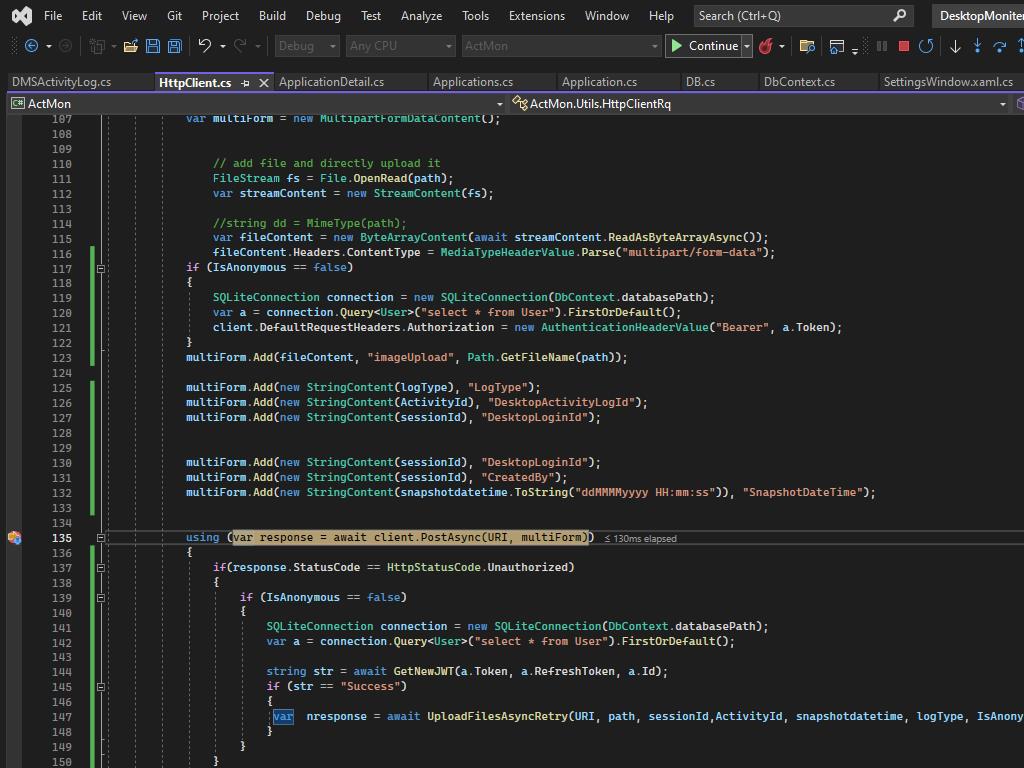 File Edit View Git Project Build Debug Test Analyze Tools Extensions Window Help Search (Ctrl+Q) DesktopMoniter
Debug Any CPU ActMon Continue
DMSActivityLog.cs HttpClient.cs ApplicationDetail.cs Applications.cs Application.cs DB.cs DbContext.cs SettingsWindow.xaml.cs
C# ActMon ActMon.Utils.HttpClientRq
107 var multiForm = new MultipartFormDataContent();
108
109
110 // add file and directly upload it
111 FileStream fs = File.OpenRead(path);
112 var streamContent = new StreamContent(fs);
113
114 //string dd = MimeType(path);
115 var fileContent = new ByteArrayContent(await streamContent.ReadAsByteArrayAsync());
116 fileContent.Headers.ContentType = MediaTypeHeaderValue.Parse("multipart/form-data");
117 if (IsAnonymous == false)
118 {
119 SQLiteConnection connection = new SQLiteConnection(DbContext.databasePath);
120 var a = connection.Query<User>("select * from User").FirstOrDefault();
121 client.DefaultRequestHeaders.Authorization = new AuthenticationHeaderValue("Bearer", a.Token);
122 }
123 multiForm.Add(fileContent, "imageUpload", Path.GetFileName(path));
124
125 multiForm.Add(new StringContent(logType), "LogType");
126 multiForm.Add(new StringContent(ActivityId), "DesktopActivityLogId");
127 multiForm.Add(new StringContent(sessionId), "DesktopLoginId");
128
129
130 multiForm.Add(new StringContent(sessionId), "DesktopLoginId");
131 multiForm.Add(new StringContent(sessionId), "CreatedBy");
132 multiForm.Add(new StringContent(snapshotdatetime.ToString("ddMMMMyyyy HH:mm:ss")), "SnapshotDateTime");
133
134
135 using (var response = await client.PostAsync(URI, multiForm)) ≤ 130ms elapsed
136 {
137 if(response.StatusCode == HttpStatusCode.Unauthorized)
138 {
139 if (IsAnonymous == false)
140 {
141 SQLiteConnection connection = new SQLiteConnection(DbContext.databasePath);
142 var a = connection.Query<User>("select * from User").FirstOrDefault();
143
144 string str = await GetNewJWT(a.Token, a.RefreshToken, a.Id);
145 if (str == "Success")
146 {
147 var nresponse = await UploadFilesAsyncRetry(URI, path, sessionId,ActivityId, snapshotdatetime, logType, IsAnony
148 }
149 }
150 }